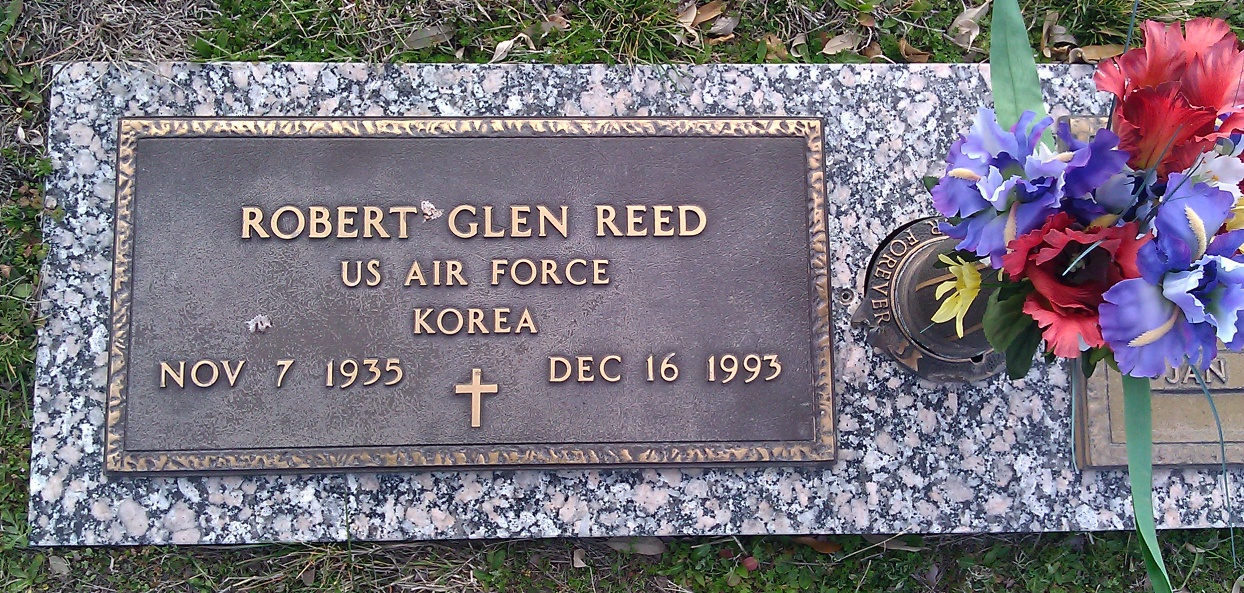 ROBERT GLEN REED
US AIR FORCE
KOREA
NOV 7 1935 DEC 16 1993
FOREVER
JAN